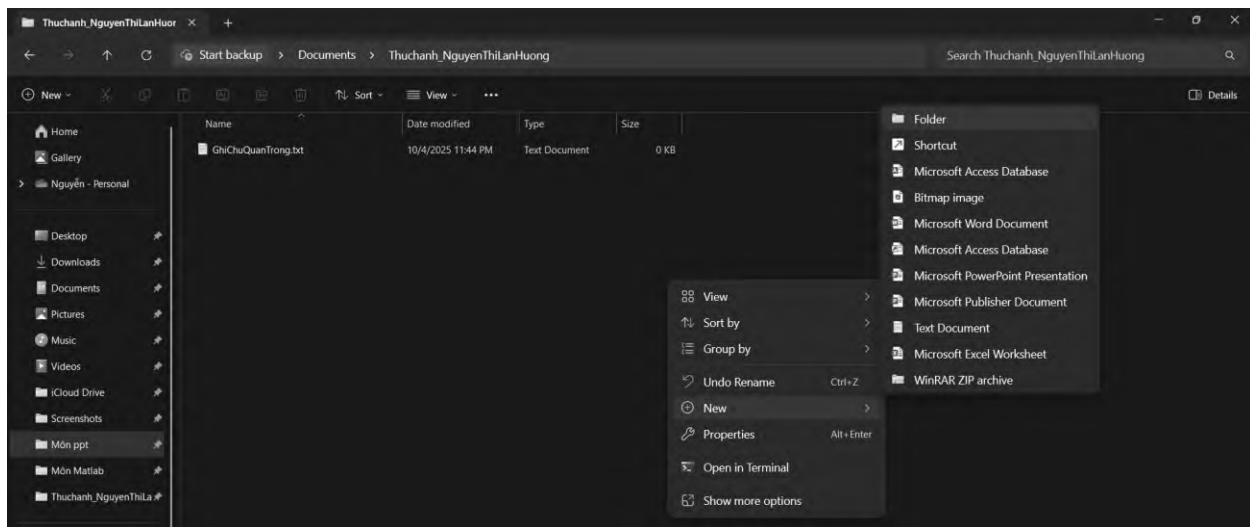 Thuchanh_NguyenThiLanHuor
Start backup > Documents > Thuchanh_NguyenThiLanHuong
Search Thuchanh_NguyenThiLanHuong
New
Sort
View
Details
Home
Gallery
Nguyễn - Personal
Desktop
Downloads
Documents
Pictures
Music
Videos
iCloud Drive
Screenshots
Môn ppt
Môn Matlab
Thuchanh_NguyenThiLa
Name Date modified Type Size
GhiChuQuanTrong.txt 10/4/2025 11:44 PM Text Document 0 KB
View
Sort by
Group by
Undo Rename Ctrl+Z
New
Properties Alt+Enter
Open in Terminal
Show more options
Folder
Shortcut
Microsoft Access Database
Bitmap image
Microsoft Word Document
Microsoft Access Database
Microsoft PowerPoint Presentation
Microsoft Publisher Document
Text Document
Microsoft Excel Worksheet
WinRAR ZIP archive